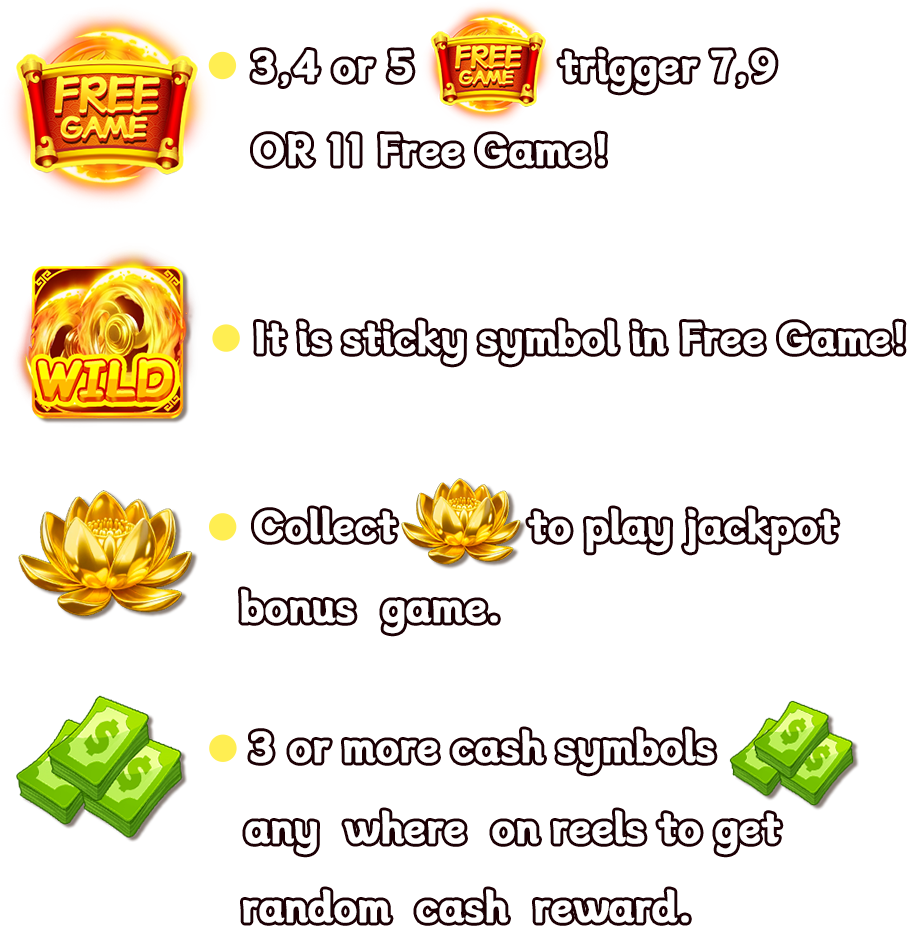 FREE
GAME
3,4 or 5 FREE GAME trigger 7,9
OR 11 Free Game!
WILD
It is sticky symbol in Free Game!
Collect to play jackpot
bonus game.
3 or more cash symbols
any where on reels to get
random cash reward.